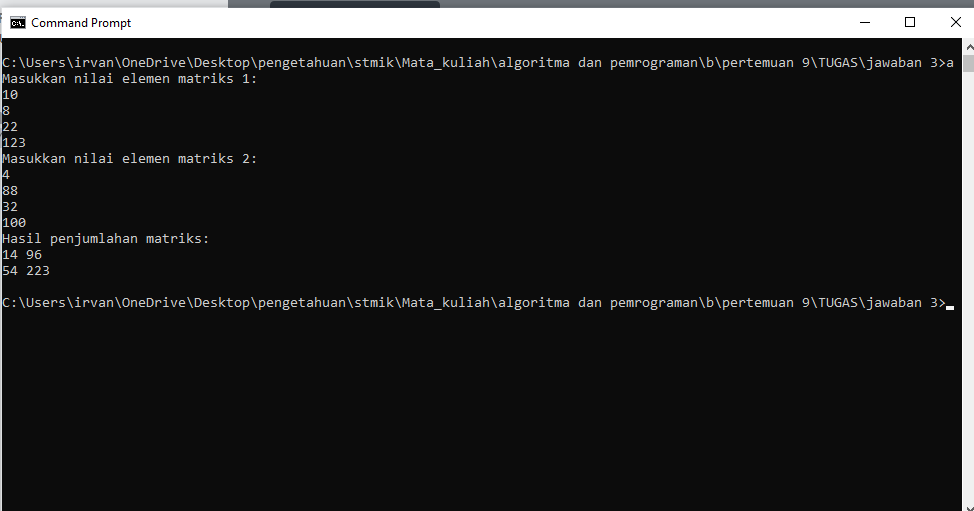 Command Prompt
C:\Users\irvan\OneDrive\Desktop\pengetahuan\stmik\Mata_kuliah\algoritma dan pemrograman\b\pertemuan 9\TUGAS\jawaban 3>a
Masukkan nilai elemen matriks 1:
10
8
22
123
Masukkan nilai elemen matriks 2:
4
88
32
100
Hasil penjumlahan matriks:
14 96
54 223
C:\Users\irvan\OneDrive\Desktop\pengetahuan\stmik\Mata_kuliah\algoritma dan pemrograman\b\pertemuan 9\TUGAS\jawaban 3>